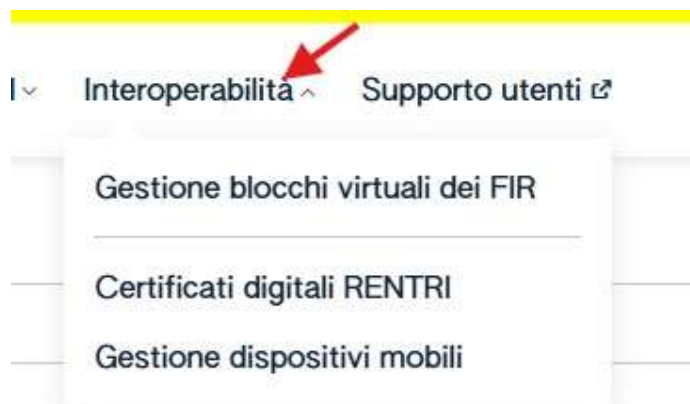 Interoperabilità Supporto utenti
Gestione blocchi virtuali dei FIR
Certificati digitali RENTRI
Gestione dispositivi mobili